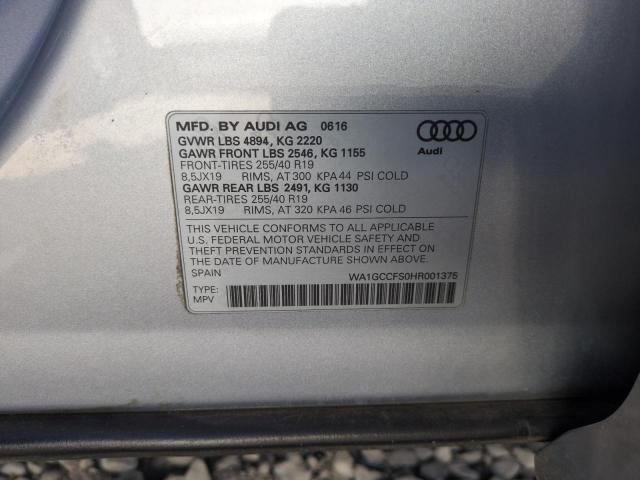 MFD. BY AUDI AG 0616
GVWR LBS 4894, KG 2220
GAWR FRONT LBS 2546, KG 1155
FRONT-TIRES 255/40 R19
8,5JX19 RIMS, AT 300 KPA 44 PSI COLD
GAWR REAR LBS 2491, KG 1130
REAR-TIRES 255/40 R19
8,5JX19 RIMS, AT 320 KPA 46 PSI COLD
Audi
THIS VEHICLE CONFORMS TO ALL APPLICABLE
U.S. FEDERAL MOTOR VEHICLE SAFETY AND
THEFT PREVENTION STANDARDS IN EFFECT ON
THE DATE OF MANUFACTURE SHOWN ABOVE.
SPAIN WA1GCCFS0HR001375
TYPE:
MPV